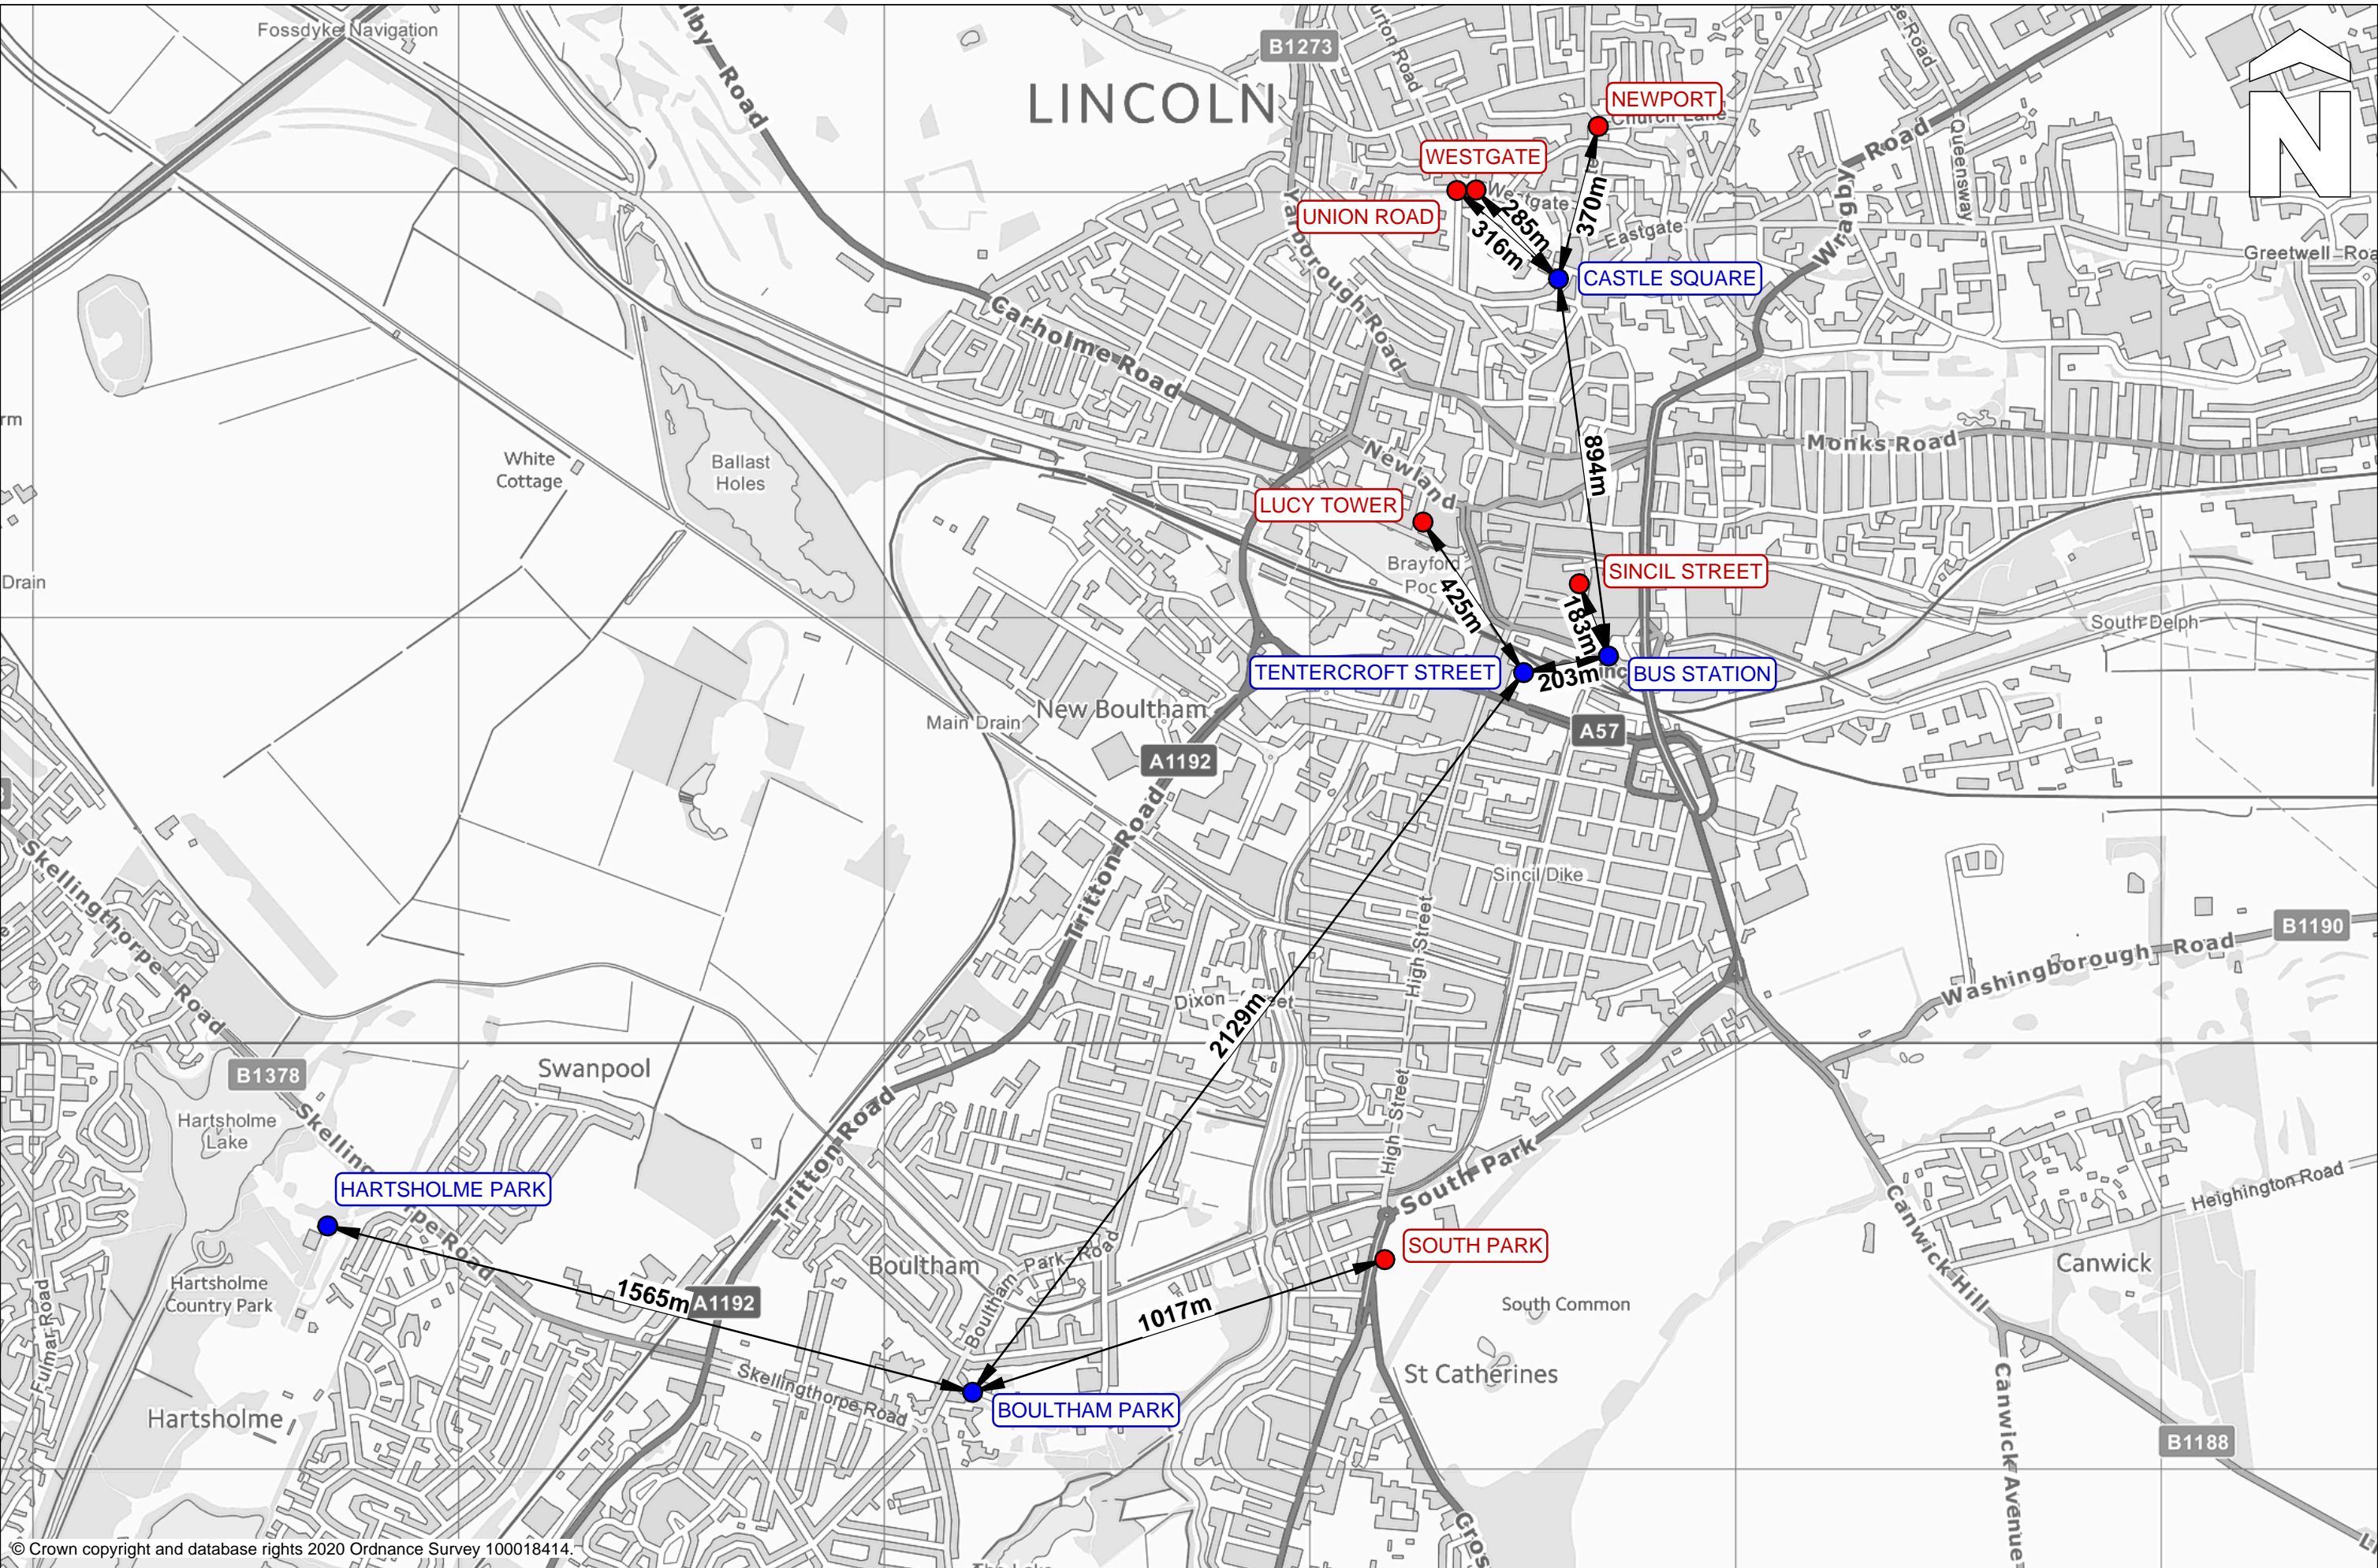 Fossdyke Navigation
B1273
LINCOLN
NEWPORT
Church Lane
WESTGATE
Westgate
UNION ROAD
285m
316m
370m
Eastgate
CASTLE SQUARE
Queensway
Wragby Road
Greetwell
Yarborough Road
Carholme Road
Monks Road
894m
White
Cottage
Ballast
Holes
Newland
LUCY TOWER
Brayford
SINCIL STREET
425m
183m
Drain
South Delph
TENTERCROFT STREET
203m
BUS STATION
Main Drain
New Boultham
A57
A1192
Tritton Road
Sincil Dike
Skellingthorpe Road
High Street
B1190
Washingborough Road
Dixon
2129m
Swanpool
B1378
Hartsholme
Lake
Tritton Road
High Street
South Park
Heighington Road
HARTSHOLME PARK
SOUTH PARK
Canwick Hill
Canwick
Boultham
Boultham Park Road
Hartsholme
Country Park
Fulmar Road
1565m
A1192
1017m
South Common
St Catherines
Skellingthorpe Road
BOULTHAM PARK
Hartsholme
Canwick Avenue
B1188
© Crown copyright and database rights 2020 Ordnance Survey 100018414.
N